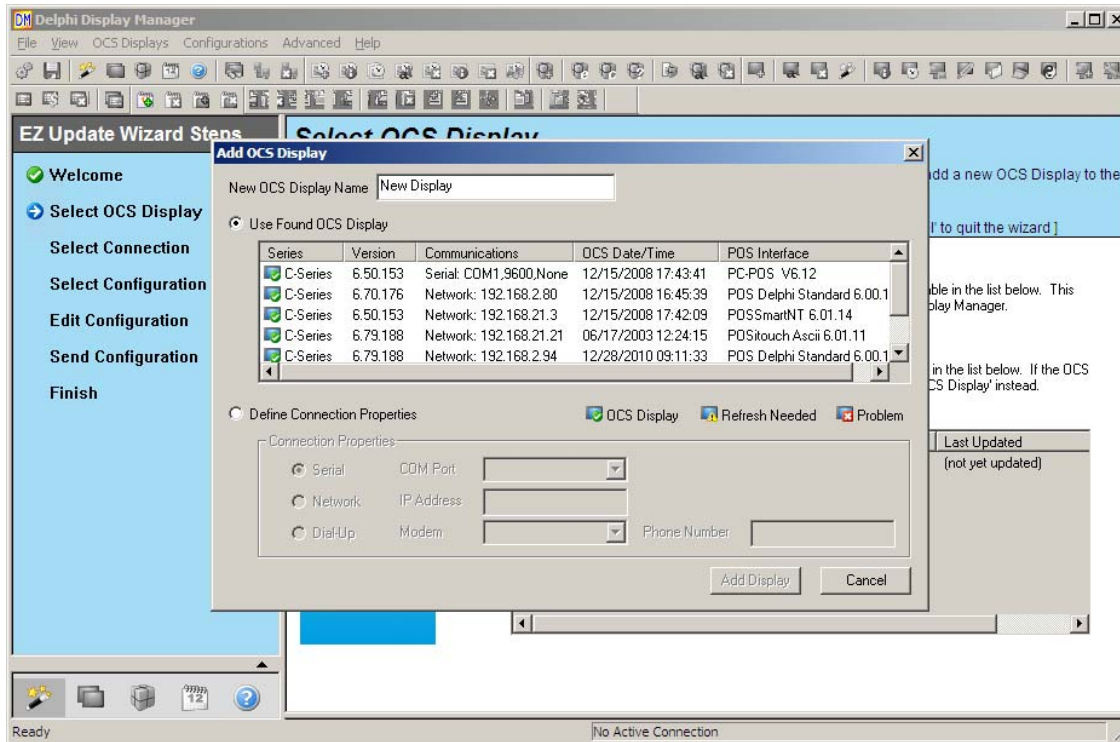 Delphi Display Manager
File View OCS Displays Configurations Advanced Help
EZ Update Wizard Steps
Welcome
Select OCS Display
Select Connection
Select Configuration
Edit Configuration
Send Configuration
Finish
Select OCS Display
dd a new OCS Display to the
l' to quit the wizard ]
ble in the list below. This
play Manager.
in the list below. If the OCS
CS Display' instead.
Last Updated
(not yet updated)
Add OCS Display
New OCS Display Name New Display
Use Found OCS Display
Series Version Communications OCS Date/Time POS Interface
C-Series 6.50.153 Serial: COM1,9600,None 12/15/2008 17:43:41 PC-POS V6.12
C-Series 6.70.176 Network: 192.168.2.80 12/15/2008 16:45:39 POS Delphi Standard 6.00.1
C-Series 6.50.153 Network: 192.168.21.3 12/15/2008 17:42:09 POSSmartNT 6.01.14
C-Series 6.79.188 Network: 192.168.21.21 06/17/2003 12:24:15 POSitouch Ascii 6.01.11
C-Series 6.79.188 Network: 192.168.2.94 12/28/2010 09:11:33 POS Delphi Standard 6.00.1
Define Connection Properties OCS Display Refresh Needed Problem
Connection Properties
Serial COM Port
Network IP Address
Dial-Up Modem Phone Number
Add Display Cancel
12
Ready No Active Connection